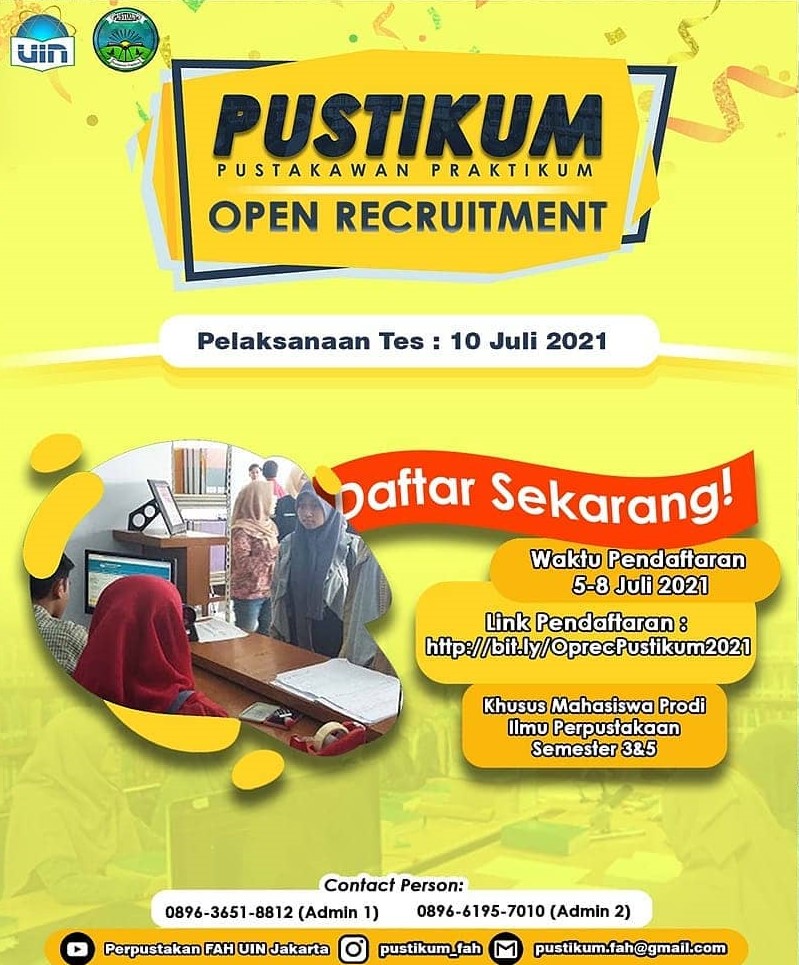 uin
PUSTIKUM
PUSTAKAWAN PRAKTIKUM
OPEN RECRUITMENT
Pelaksanaan Tes : 10 Juli 2021
Daftar Sekarang!
Waktu Pendaftaran
5-8 Juli 2021
Link Pendaftaran :
http://bit.ly/OprecPustikum2021
Khusus Mahasiswa Prodi
Ilmu Perpustakaan
Semester 3&5
Contact Person:
0896-3651-8812 (Admin 1) 0896-6195-7010 (Admin 2)
Perpustakan FAH UIN Jakarta pustikum_fah pustikum.fah@gmail.com